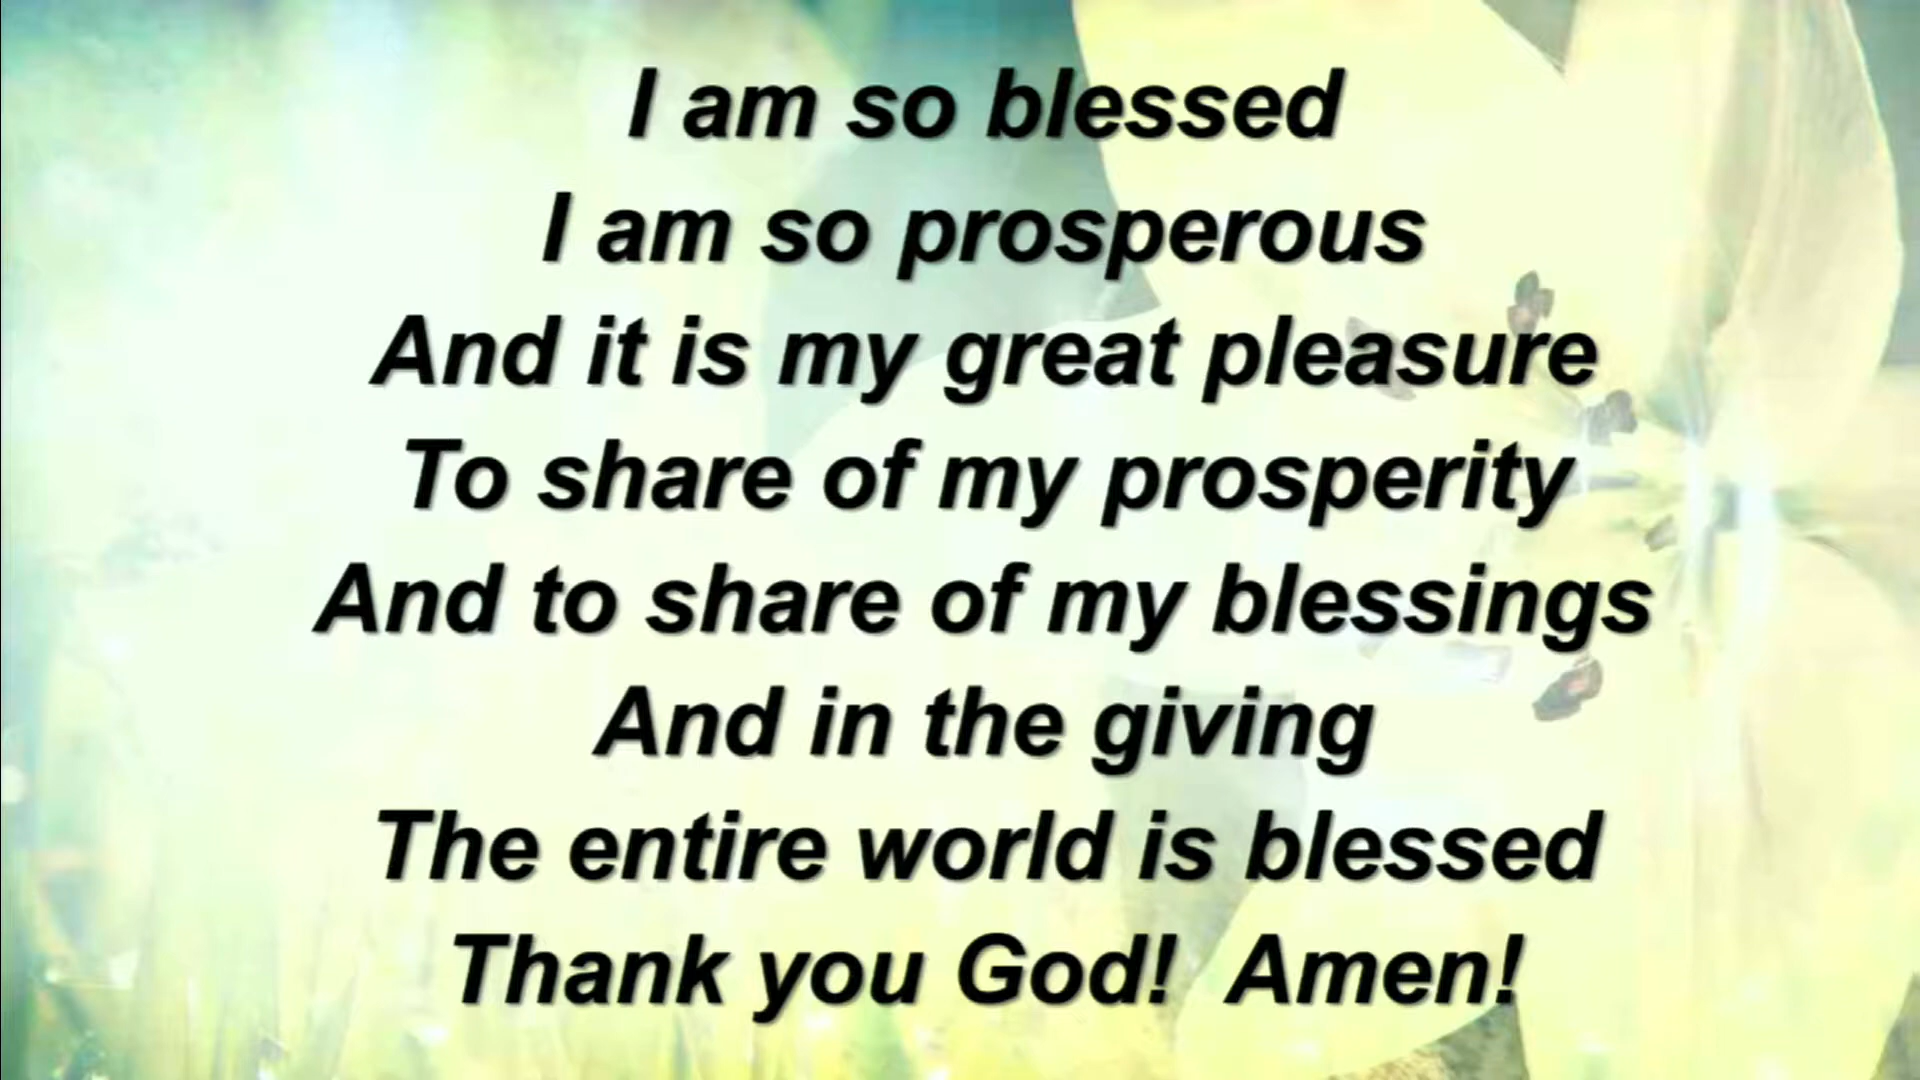 I am so blessed
I am so prosperous
And it is my great pleasure
To share of my prosperity
And to share of my blessings
And in the giving
The entire world is blessed
Thank you God!  Amen!